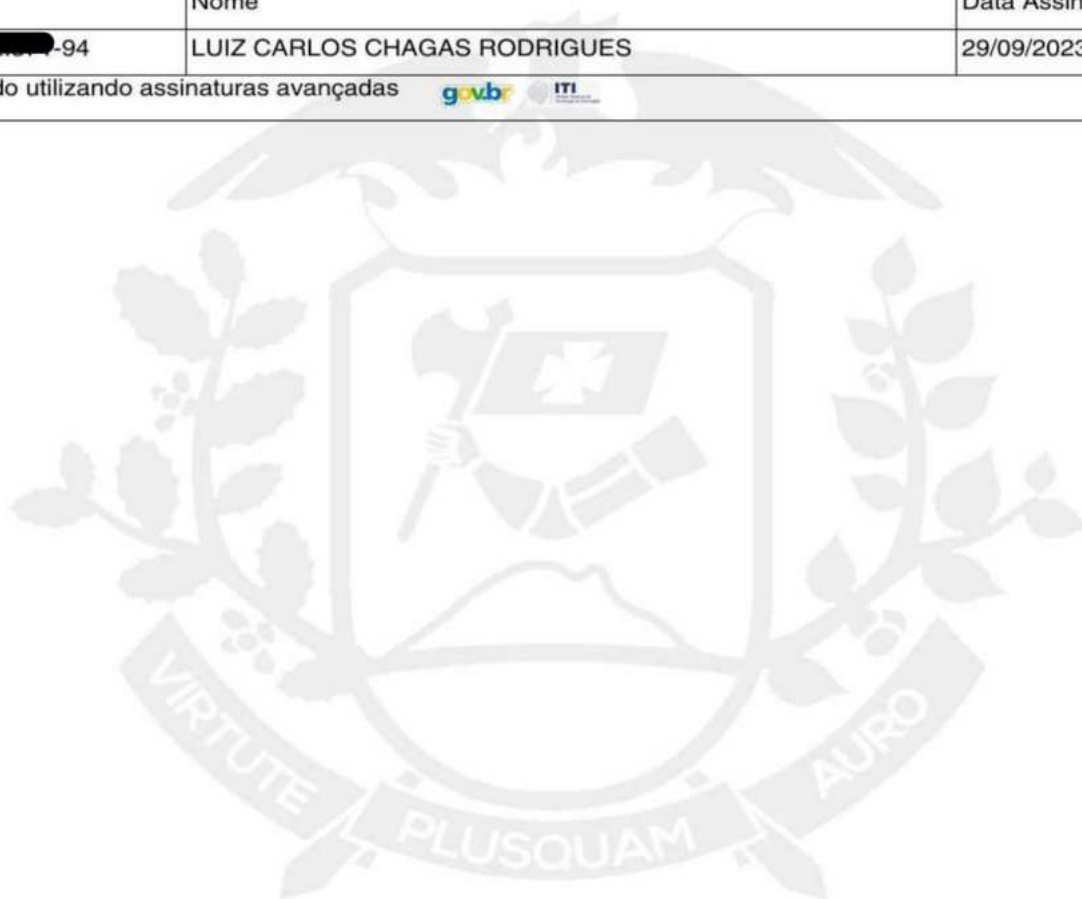 Nome Data Assin
-94 LUIZ CARLOS CHAGAS RODRIGUES 29/09/2023
do utilizando assinaturas avançadas gov.br ITI
VIRTUTE PLUSQUAM AURO